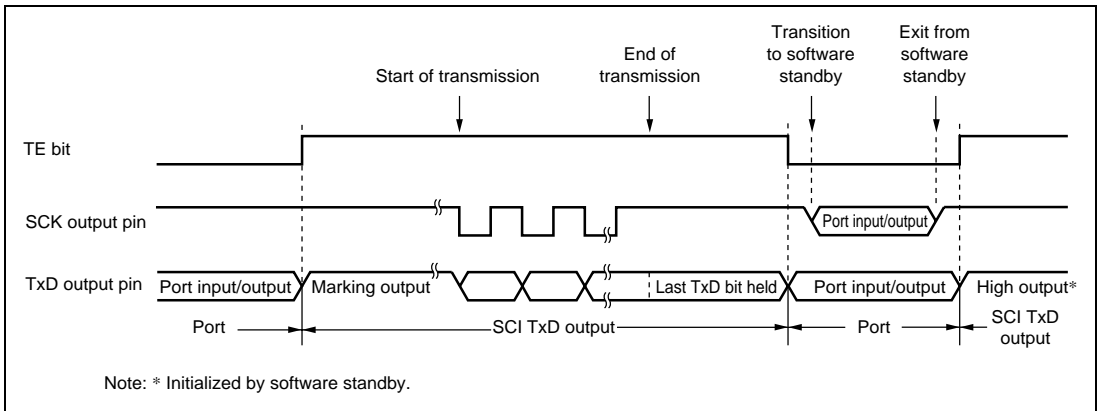 Start of transmission
End of
transmission
Transition
to software
standby
Exit from
software
standby
TE bit
SCK output pin
Port input/output
TxD output pin
Port input/output
Marking output
Last TxD bit held
Port input/output
High output*
Port
SCI TxD output
Port
SCI TxD
output
Note: * Initialized by software standby.